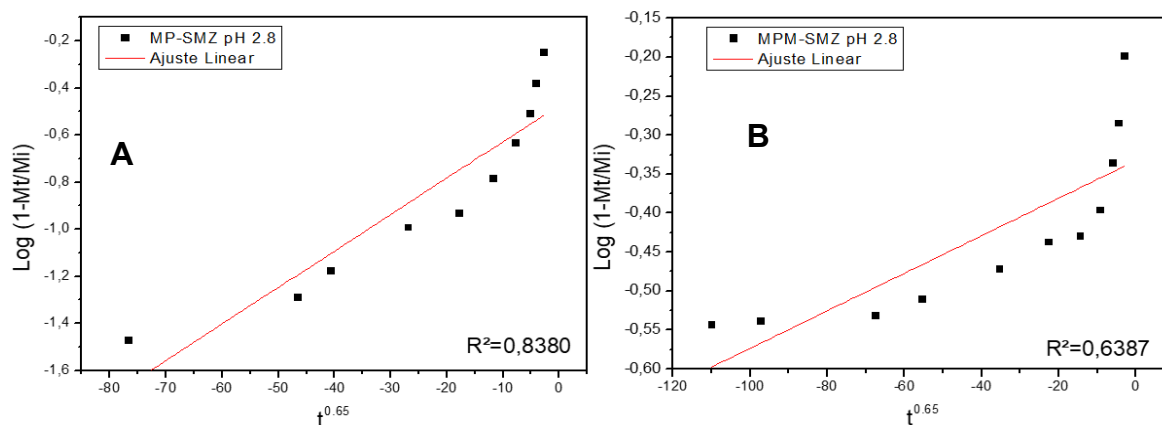 MP-SMZ pH 2.8
Ajuste Linear
A
Log (1-Mt/Mi)
-0,2
-0,4
-0,6
-0,8
-1,0
-1,2
-1,4
-1,6
R²=0,8380
-80 -70 -60 -50 -40 -30 -20 -10 0
t^0.65
MPM-SMZ pH 2.8
Ajuste Linear
B
Log (1-Mt/Mi)
-0,15
-0,20
-0,25
-0,30
-0,35
-0,40
-0,45
-0,50
-0,55
-0,60
R²=0,6387
-120 -100 -80 -60 -40 -20 0
t^0.65